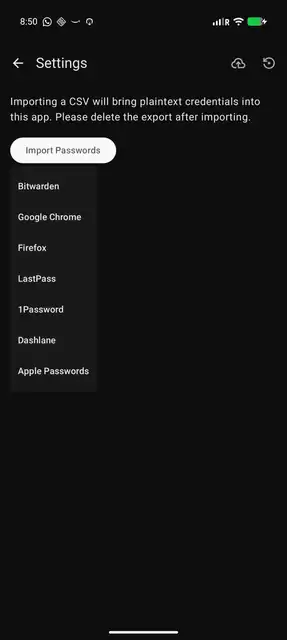 8:50
R
Settings
Importing a CSV will bring plaintext credentials into
this app. Please delete the export after importing.
Import Passwords
Bitwarden
Google Chrome
Firefox
LastPass
1Password
Dashlane
Apple Passwords